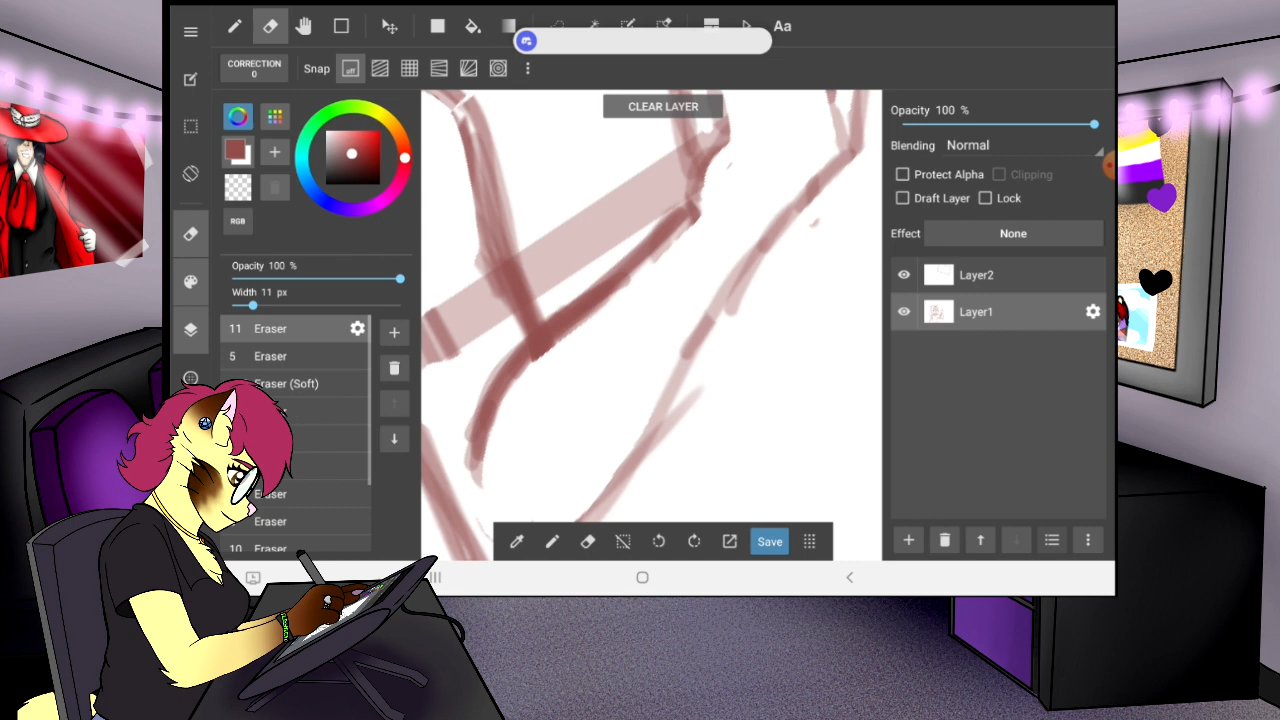 Aa
CORRECTION
0
Snap
off
CLEAR LAYER
RGB
Opacity 100 %
Width 11 px
11 Eraser
5 Eraser
Eraser (Soft)
Eraser
Eraser
10 Eraser
Save
Opacity 100 %
Blending Normal
Protect Alpha
Clipping
Draft Layer
Lock
Effect None
Layer2
Layer1